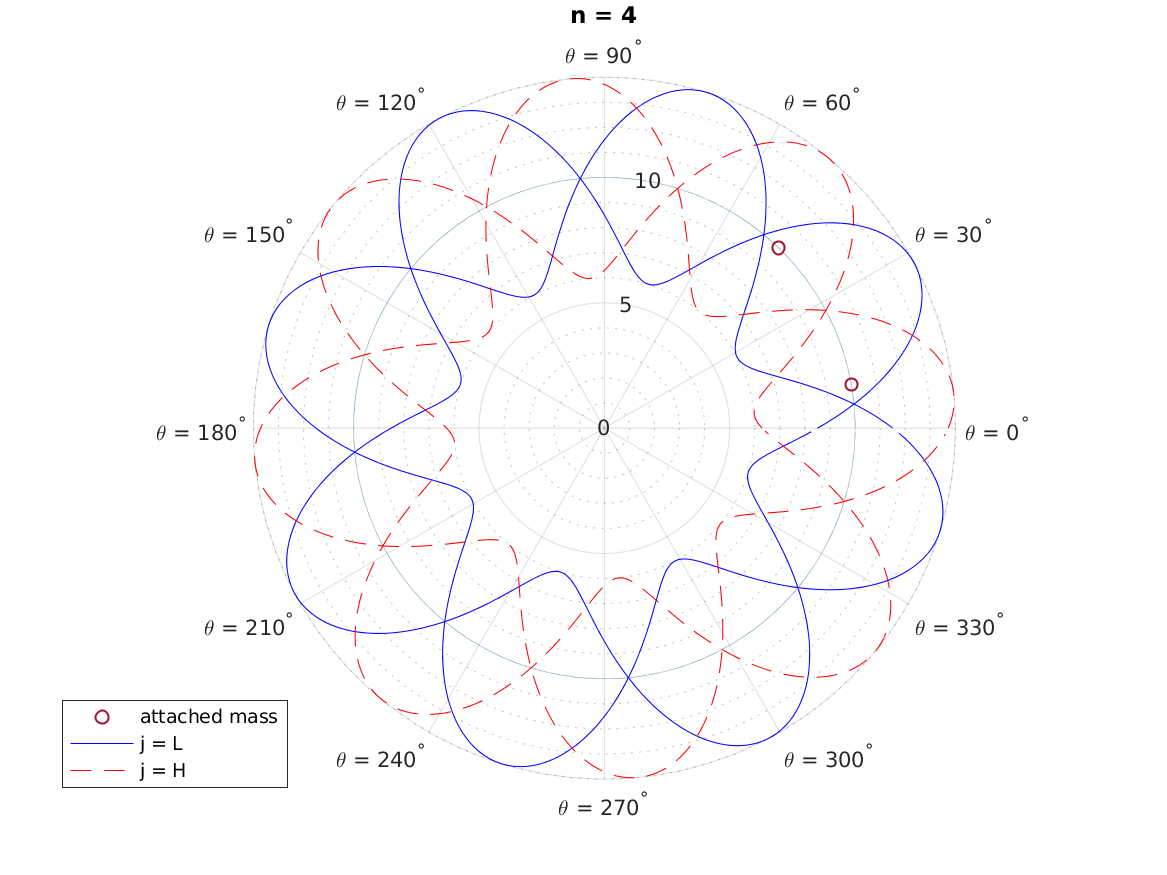 n = 4
θ = 90°
θ = 120°
θ = 60°
10
θ = 150°
θ = 30°
5
θ = 180°
0
θ = 0°
θ = 210°
θ = 330°
attached mass
j = L
j = H
θ = 240°
θ = 300°
θ = 270°